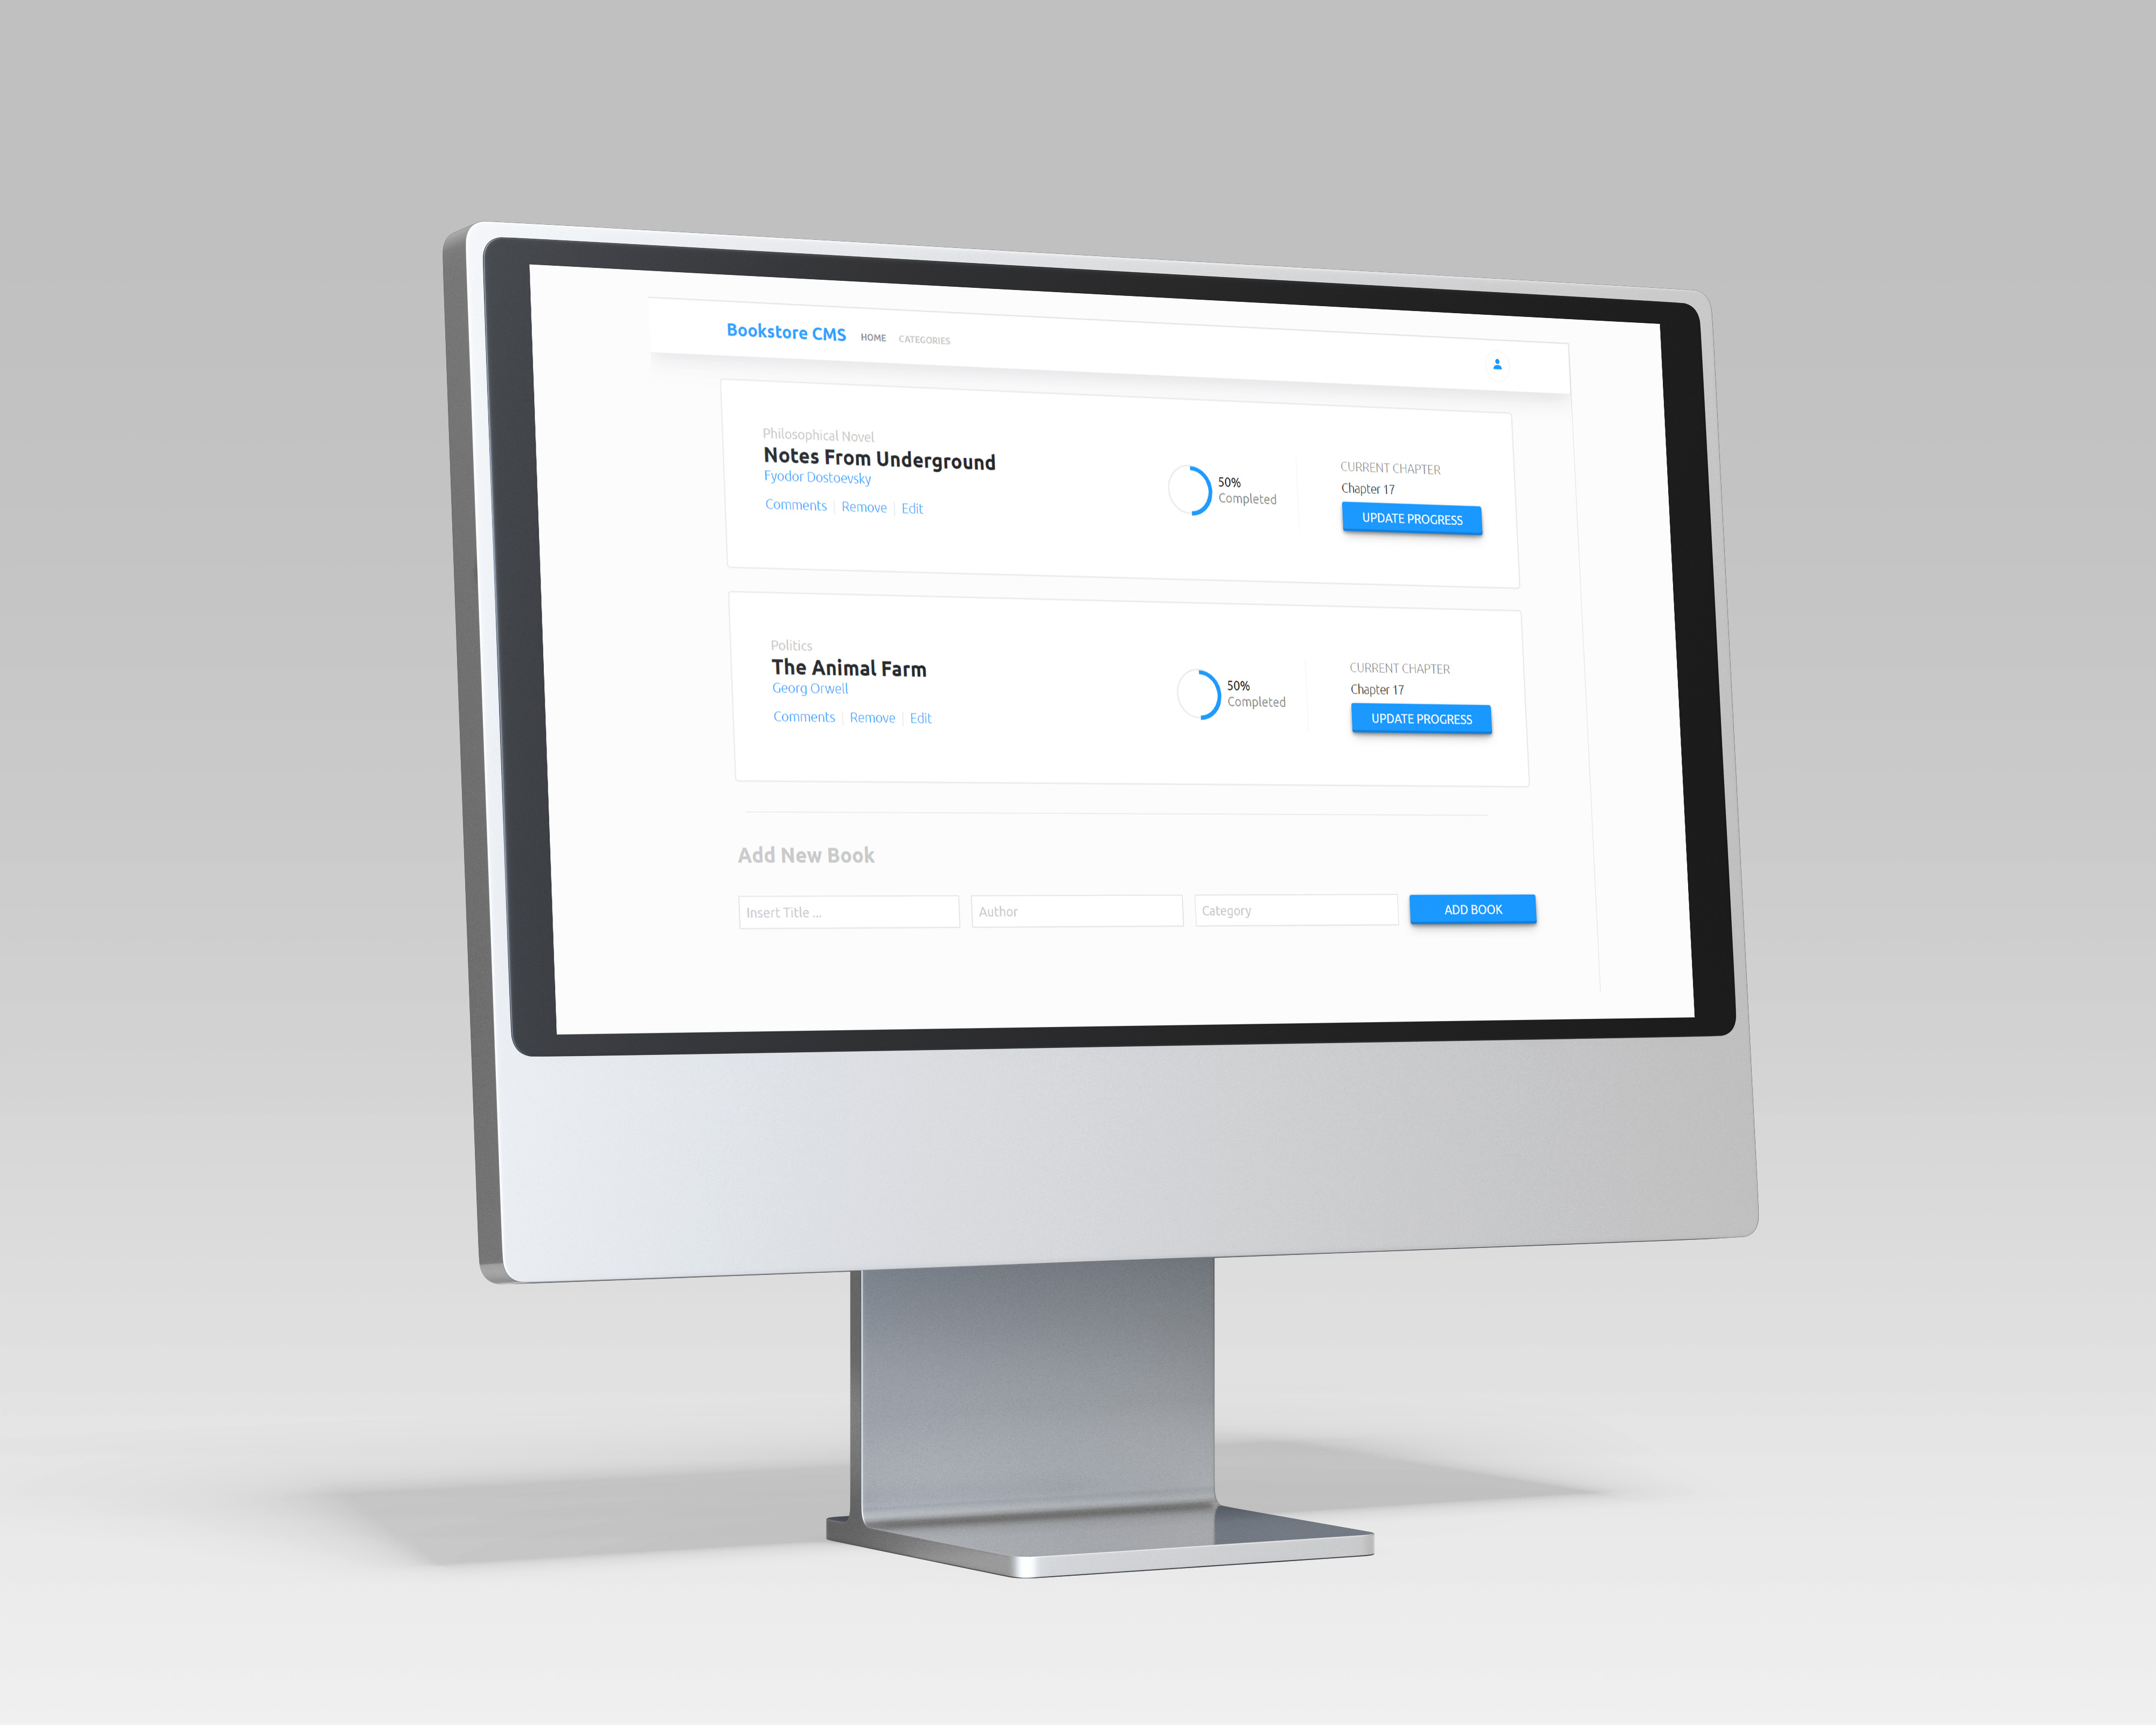 Bookstore CMS HOME CATEGORIES
Philosophical Novel
Notes From Underground
Fyodor Dostoevsky
Comments | Remove | Edit
50%
Completed
CURRENT CHAPTER
Chapter 17
UPDATE PROGRESS
Politics
The Animal Farm
Georg Orwell
Comments | Remove | Edit
50%
Completed
CURRENT CHAPTER
Chapter 17
UPDATE PROGRESS
Add New Book
Insert Title ... Author Category ADD BOOK